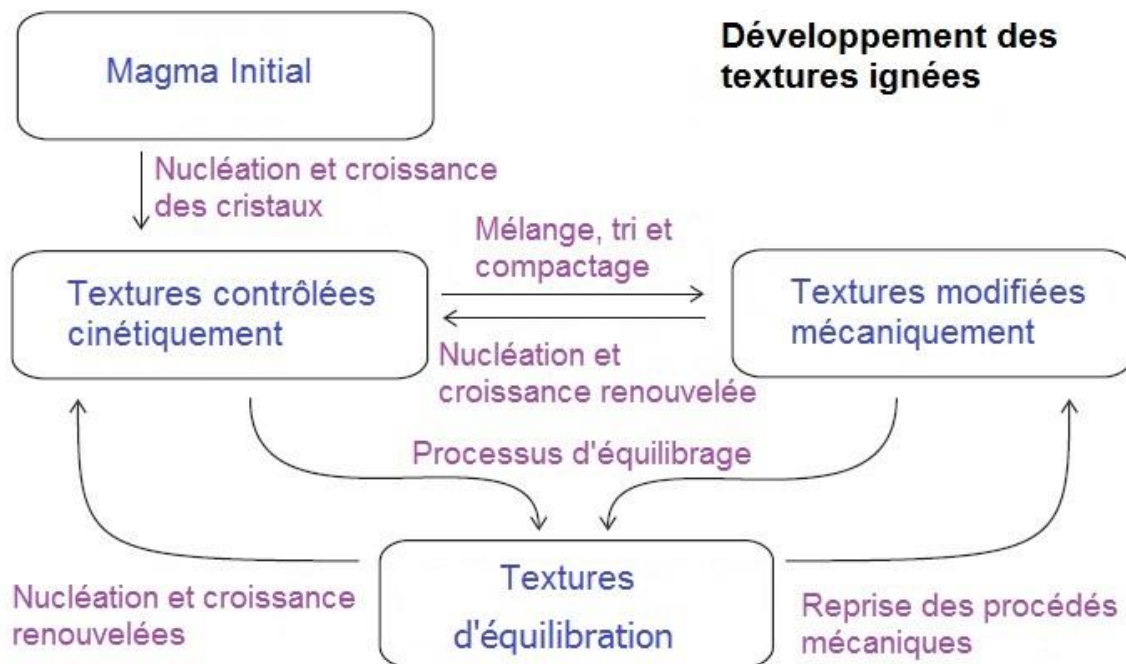 Développement des
textures ignées
Magma Initial
Nucléation et croissance
des cristaux
Mélange, tri et
compactage
Textures contrôlées
cinétiquement
Textures modifiées
mécaniquement
Nucléation et
croissance renouvelée
Processus d'équilibrage
Textures
d'équilibration
Nucléation et croissance
renouvelées
Reprise des procédés
mécaniques